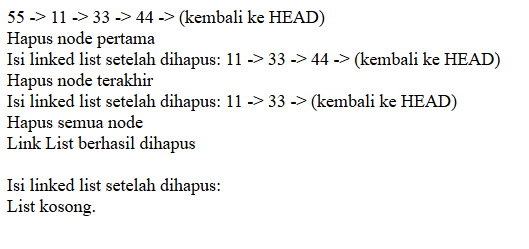 55 -> 11 -> 33 -> 44 -> (kembali ke HEAD)
Hapus node pertama
Isi linked list setelah dihapus: 11 -> 33 -> 44 -> (kembali ke HEAD)
Hapus node terakhir
Isi linked list setelah dihapus: 11 -> 33 -> (kembali ke HEAD)
Hapus semua node
Link List berhasil dihapus
Isi linked list setelah dihapus:
List kosong.